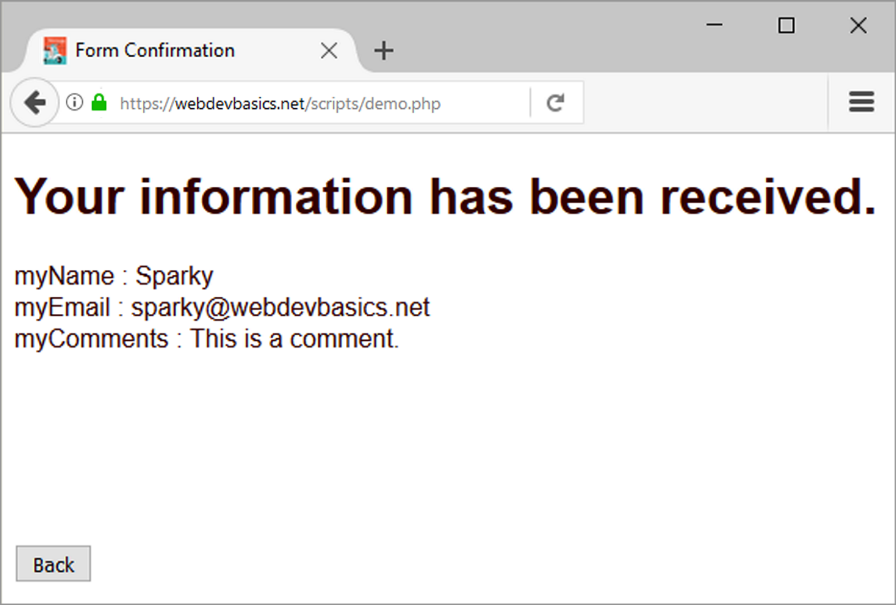 Form Confirmation
https://webdevbasics.net/scripts/demo.php
Your information has been received.
myName : Sparky
myEmail : sparky@webdevbasics.net
myComments : This is a comment.
Back